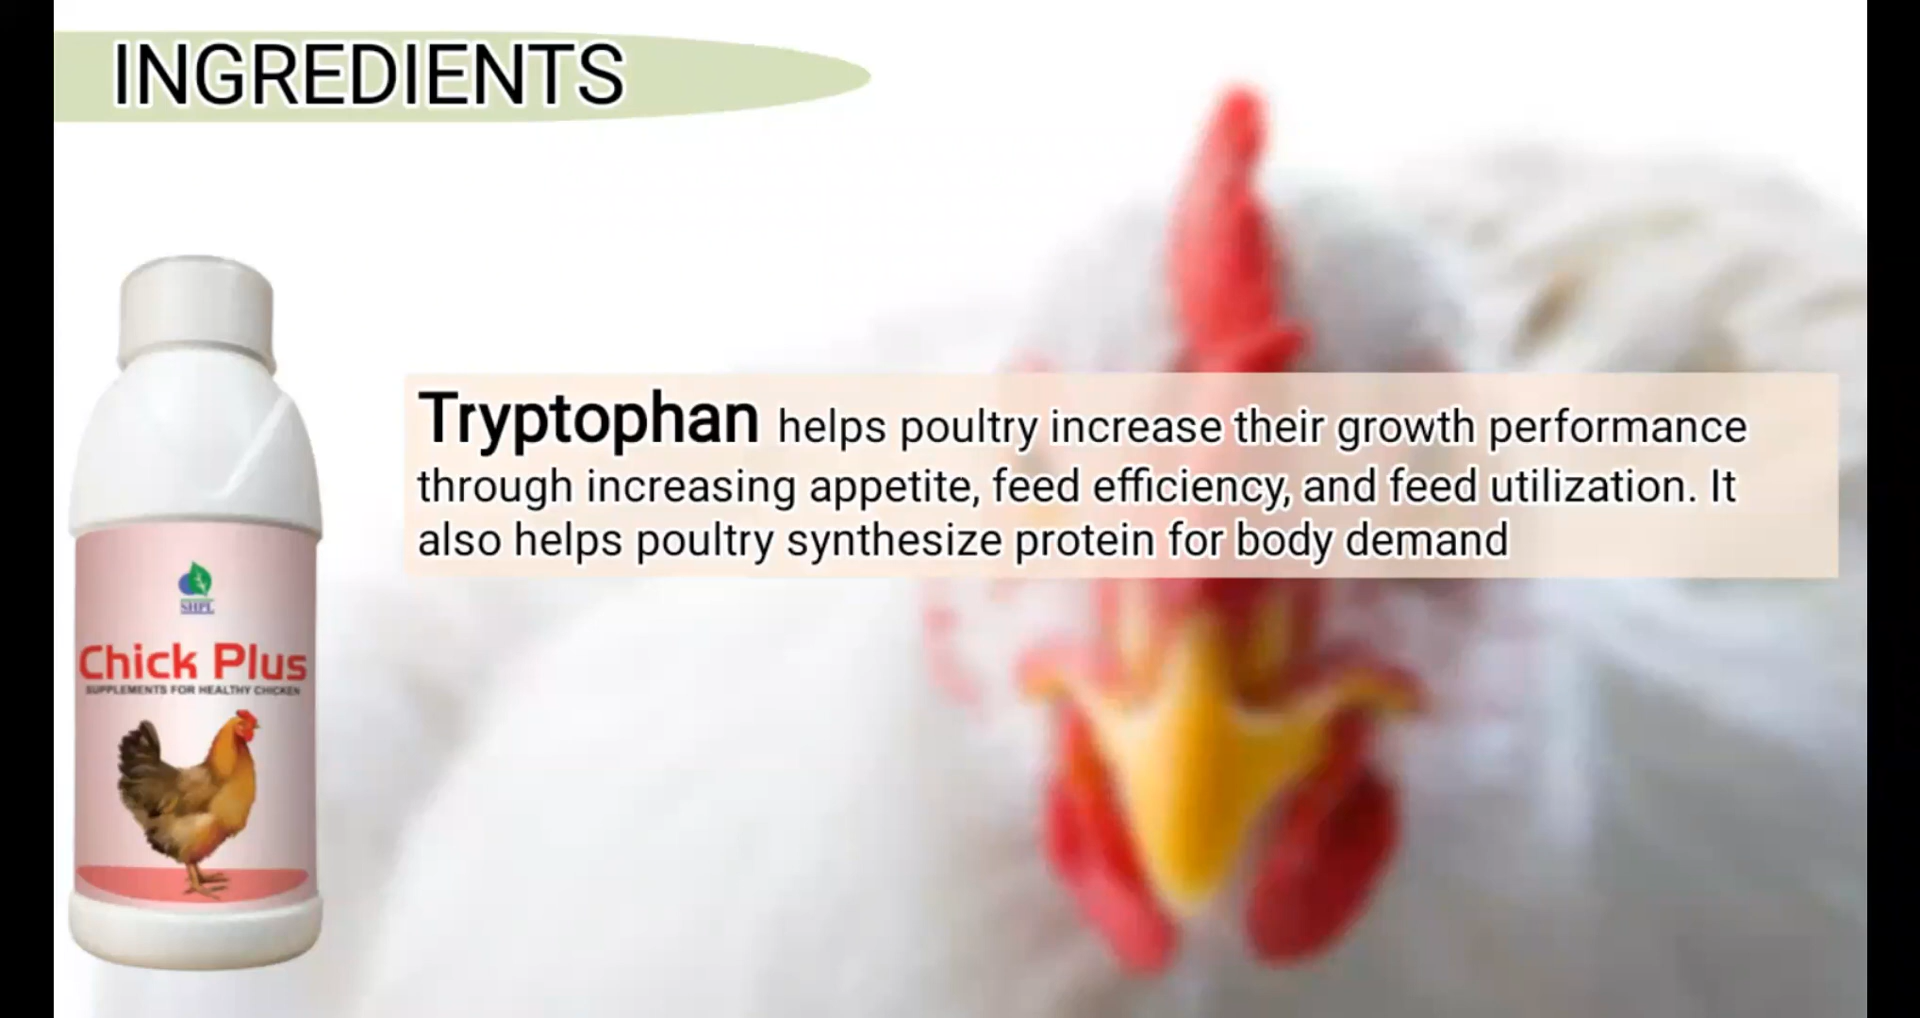 INGREDIENTS
Tryptophan helps poultry increase their growth performance
through increasing appetite, feed efficiency, and feed utilization. It
also helps poultry synthesize protein for body demand
SHPL
Chick Plus
SUPPLEMENTS FOR HEALTHY CHICKEN